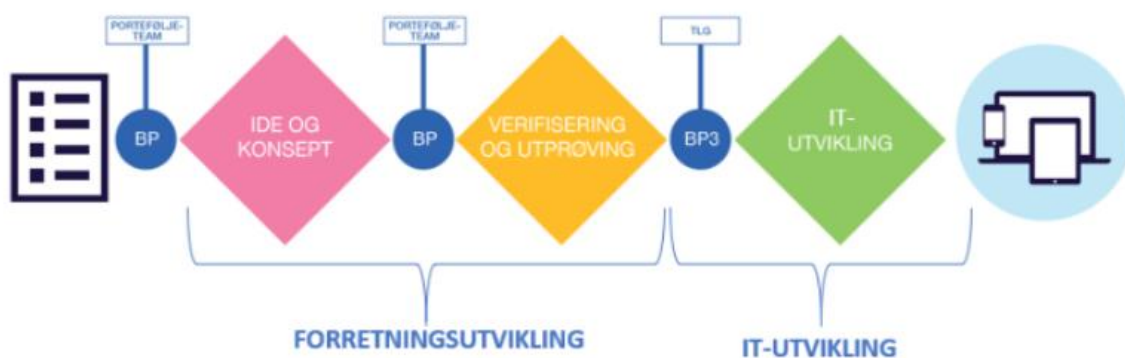 PORTEFØLJE-
TEAM
PORTEFØLJE-
TEAM
TLG
BP
IDE OG
KONSEPT
BP
VERIFISERING
OG UTPRØVING
BP3
IT-
UTVIKLING
FORRETNINGSUTVIKLING
IT-UTVIKLING